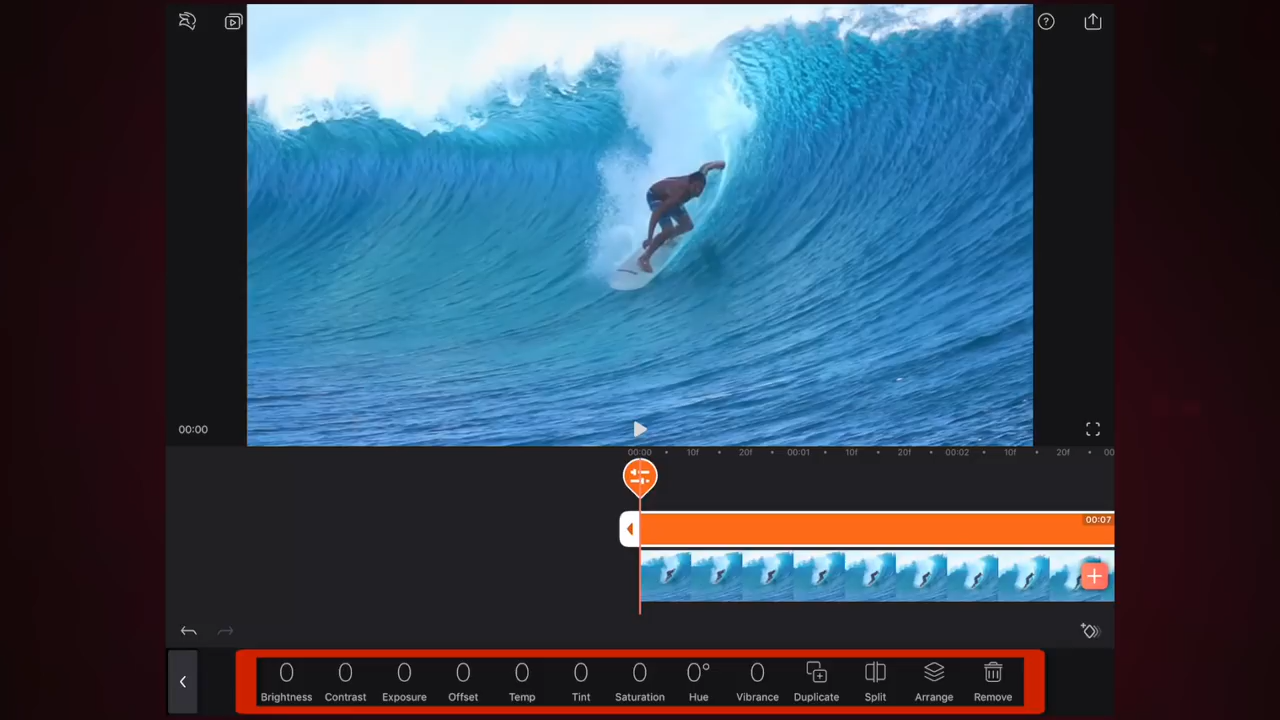 00:00
00:00 10f 20f 00:01 10f 20f 00:02 10f 20f 00
00:07
0 0 0 0 0 0 0 0° 0
Brightness Contrast Exposure Offset Temp Tint Saturation Hue Vibrance Duplicate Split Arrange Remove